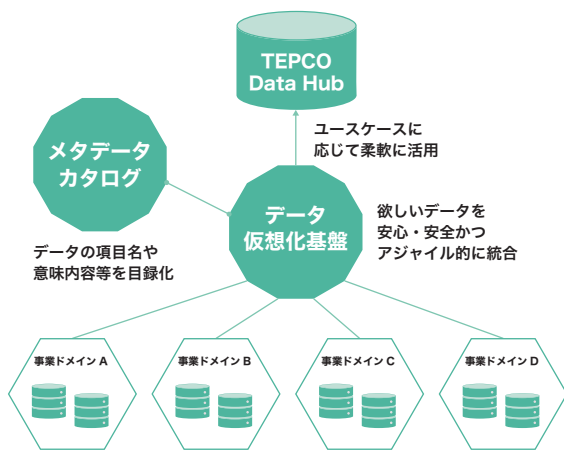 TEPCO
Data Hub
ユースケースに
応じて柔軟に活用
メタデータ
カタログ
データの項目名や
意味内容等を目録化
データ
仮想化基盤
欲しいデータを
安心・安全かつ
アジャイル的に統合
事業ドメイン A
事業ドメイン B
事業ドメイン C
事業ドメイン D